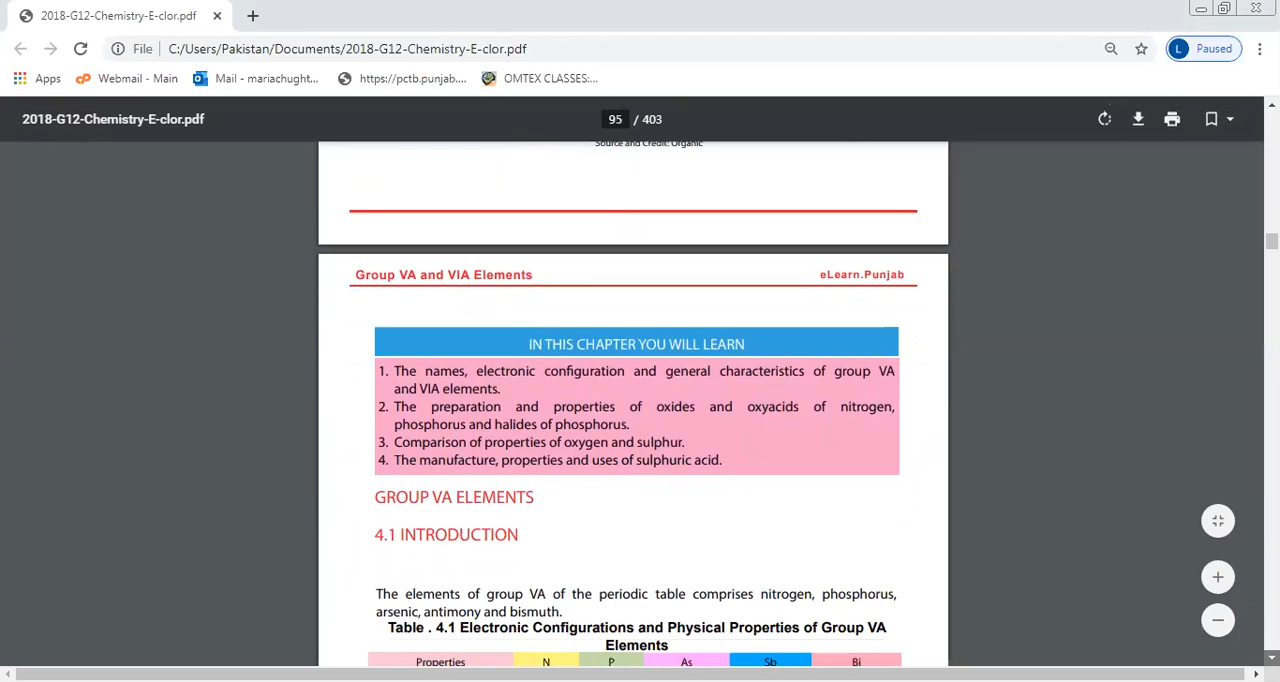 2018-G12-Chemistry-E-clor.pdf
File C:/Users/Pakistan/Documents/2018-G12-Chemistry-E-clor.pdf L Paused
Apps Webmail - Main Mail - mariachught... https://pctb.punjab.... OMTEX CLASSES:...
2018-G12-Chemistry-E-clor.pdf 95 / 403
Source and Credit: Organic
Group VA and VIA Elements eLearn.Punjab
IN THIS CHAPTER YOU WILL LEARN
1. The names, electronic configuration and general characteristics of group VA
and VIA elements.
2. The preparation and properties of oxides and oxyacids of nitrogen,
phosphorus and halides of phosphorus.
3. Comparison of properties of oxygen and sulphur.
4. The manufacture, properties and uses of sulphuric acid.
GROUP VA ELEMENTS
4.1 INTRODUCTION
The elements of group VA of the periodic table comprises nitrogen, phosphorus,
arsenic, antimony and bismuth.
Table . 4.1 Electronic Configurations and Physical Properties of Group VA
Elements
Properties N P As Sb Bi